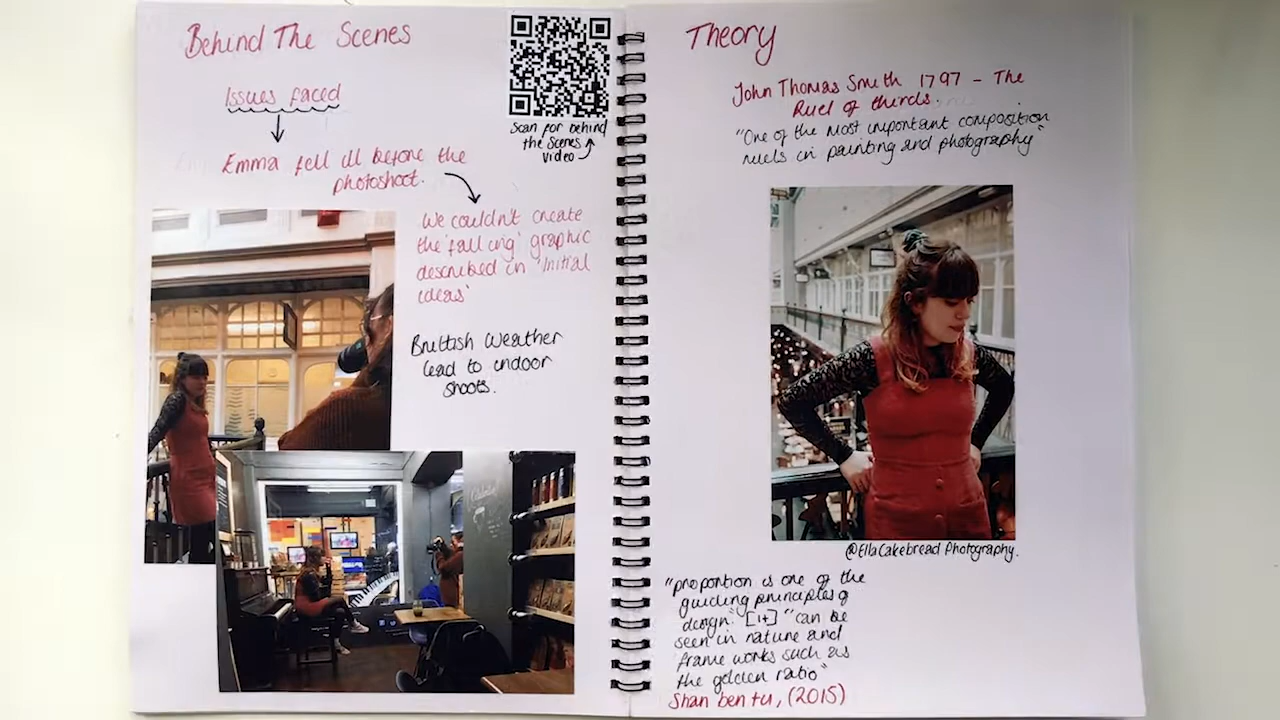 Behind The Scenes
Issues faced
Scan for behind
the scenes
video
Emma fell ill before the
photoshoot.
We couldn't create
the 'falling' graphic
described in 'Initial
ideas'
Brittish Weather
lead to indoor
shoots.
Theory
John Thomas Smith 1797 - The
Ruel of thirds.
"One of the most important composition
ruels in painting and photography"
@EllaCakebread Photography.
"proportion is one of the
guiding principles of
design" [It] "can be
seen in nature and
frame works such as
the golden ratio"
Shan ben tu, (2015)